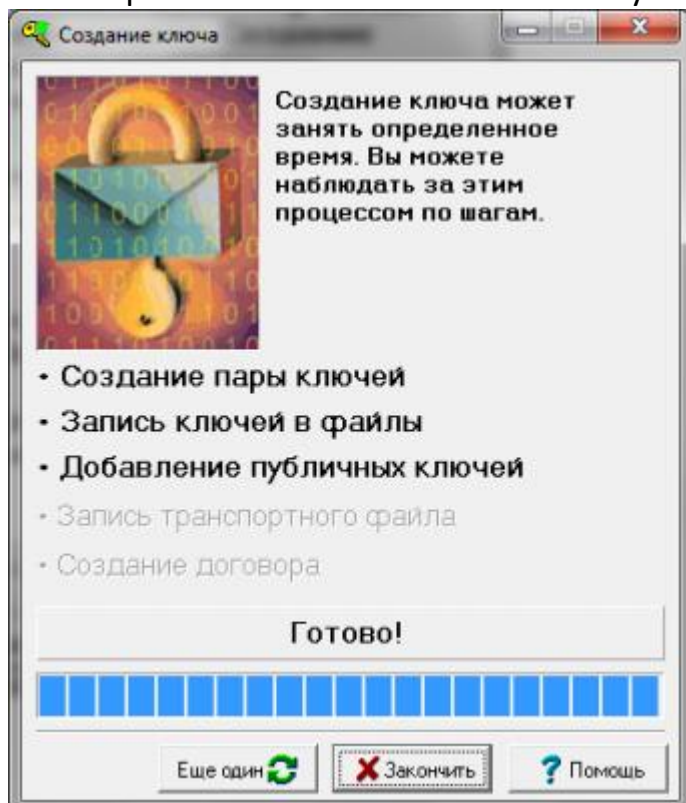 Создание ключа
Создание ключа может
занять определенное
время. Вы можете
наблюдать за этим
процессом по шагам.
• Создание пары ключей
• Запись ключей в файлы
• Добавление публичных ключей
• Запись транспортного файла
• Создание договора
Готово!
Еще один
Закончить
Помощь